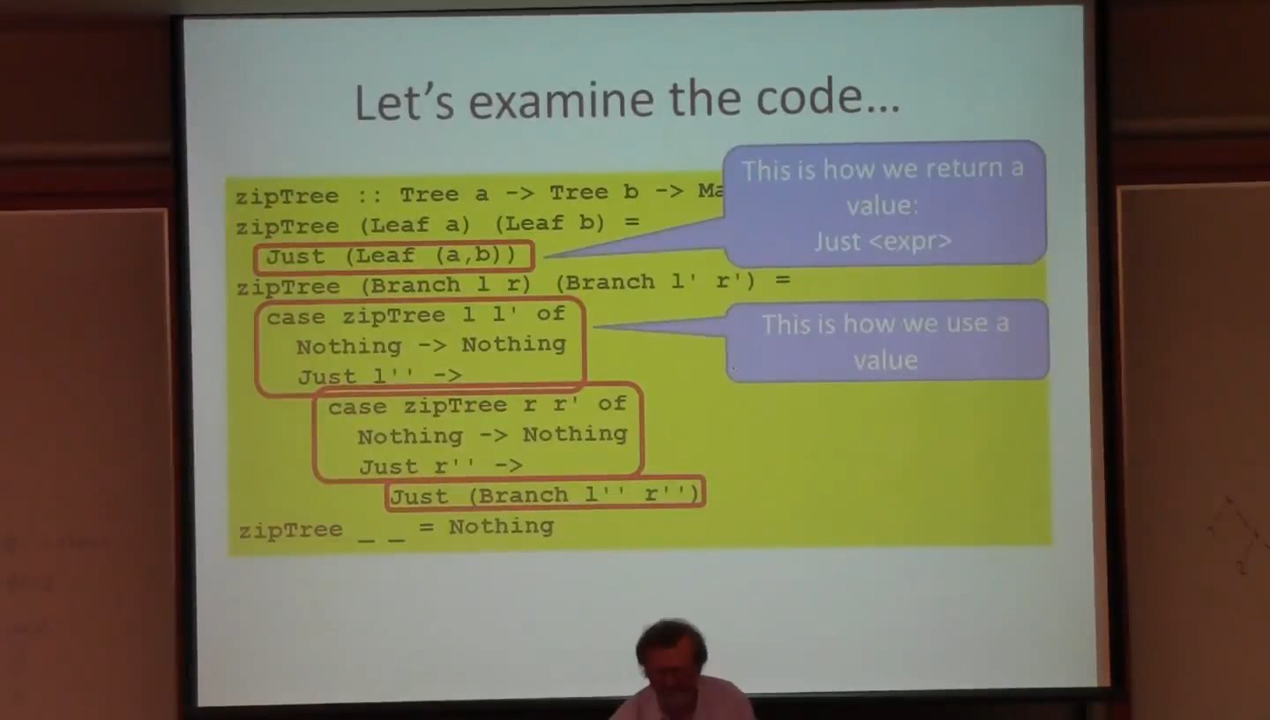 Let's examine the code...
zipTree :: Tree a -> Tree b -> Ma
zipTree (Leaf a) (Leaf b) =
Just (Leaf (a,b))
zipTree (Branch l r) (Branch l' r') =
case zipTree l l' of
Nothing -> Nothing
Just l'' ->
case zipTree r r' of
Nothing -> Nothing
Just r'' ->
Just (Branch l'' r'')
zipTree _ _ = Nothing
This is how we return a
value:
Just <expr>
This is how we use a
value